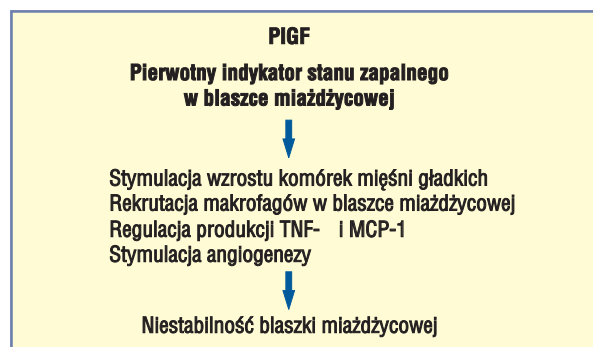 PIGF
Pierwotny indykator stanu zapalnego
w blaszce miażdżycowej
Stymulacja wzrostu komórek mięśni gładkich
Rekrutacja makrofagów w blaszce miażdżycowej
Regulacja produkcji TNF- i MCP-1
Stymulacja angiogenezy
Niestabilność blaszki miażdżycowej